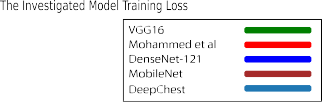 The Investigated Model Training Loss
VGG16
Mohammed et al
DenseNet-121
MobileNet
DeepChest